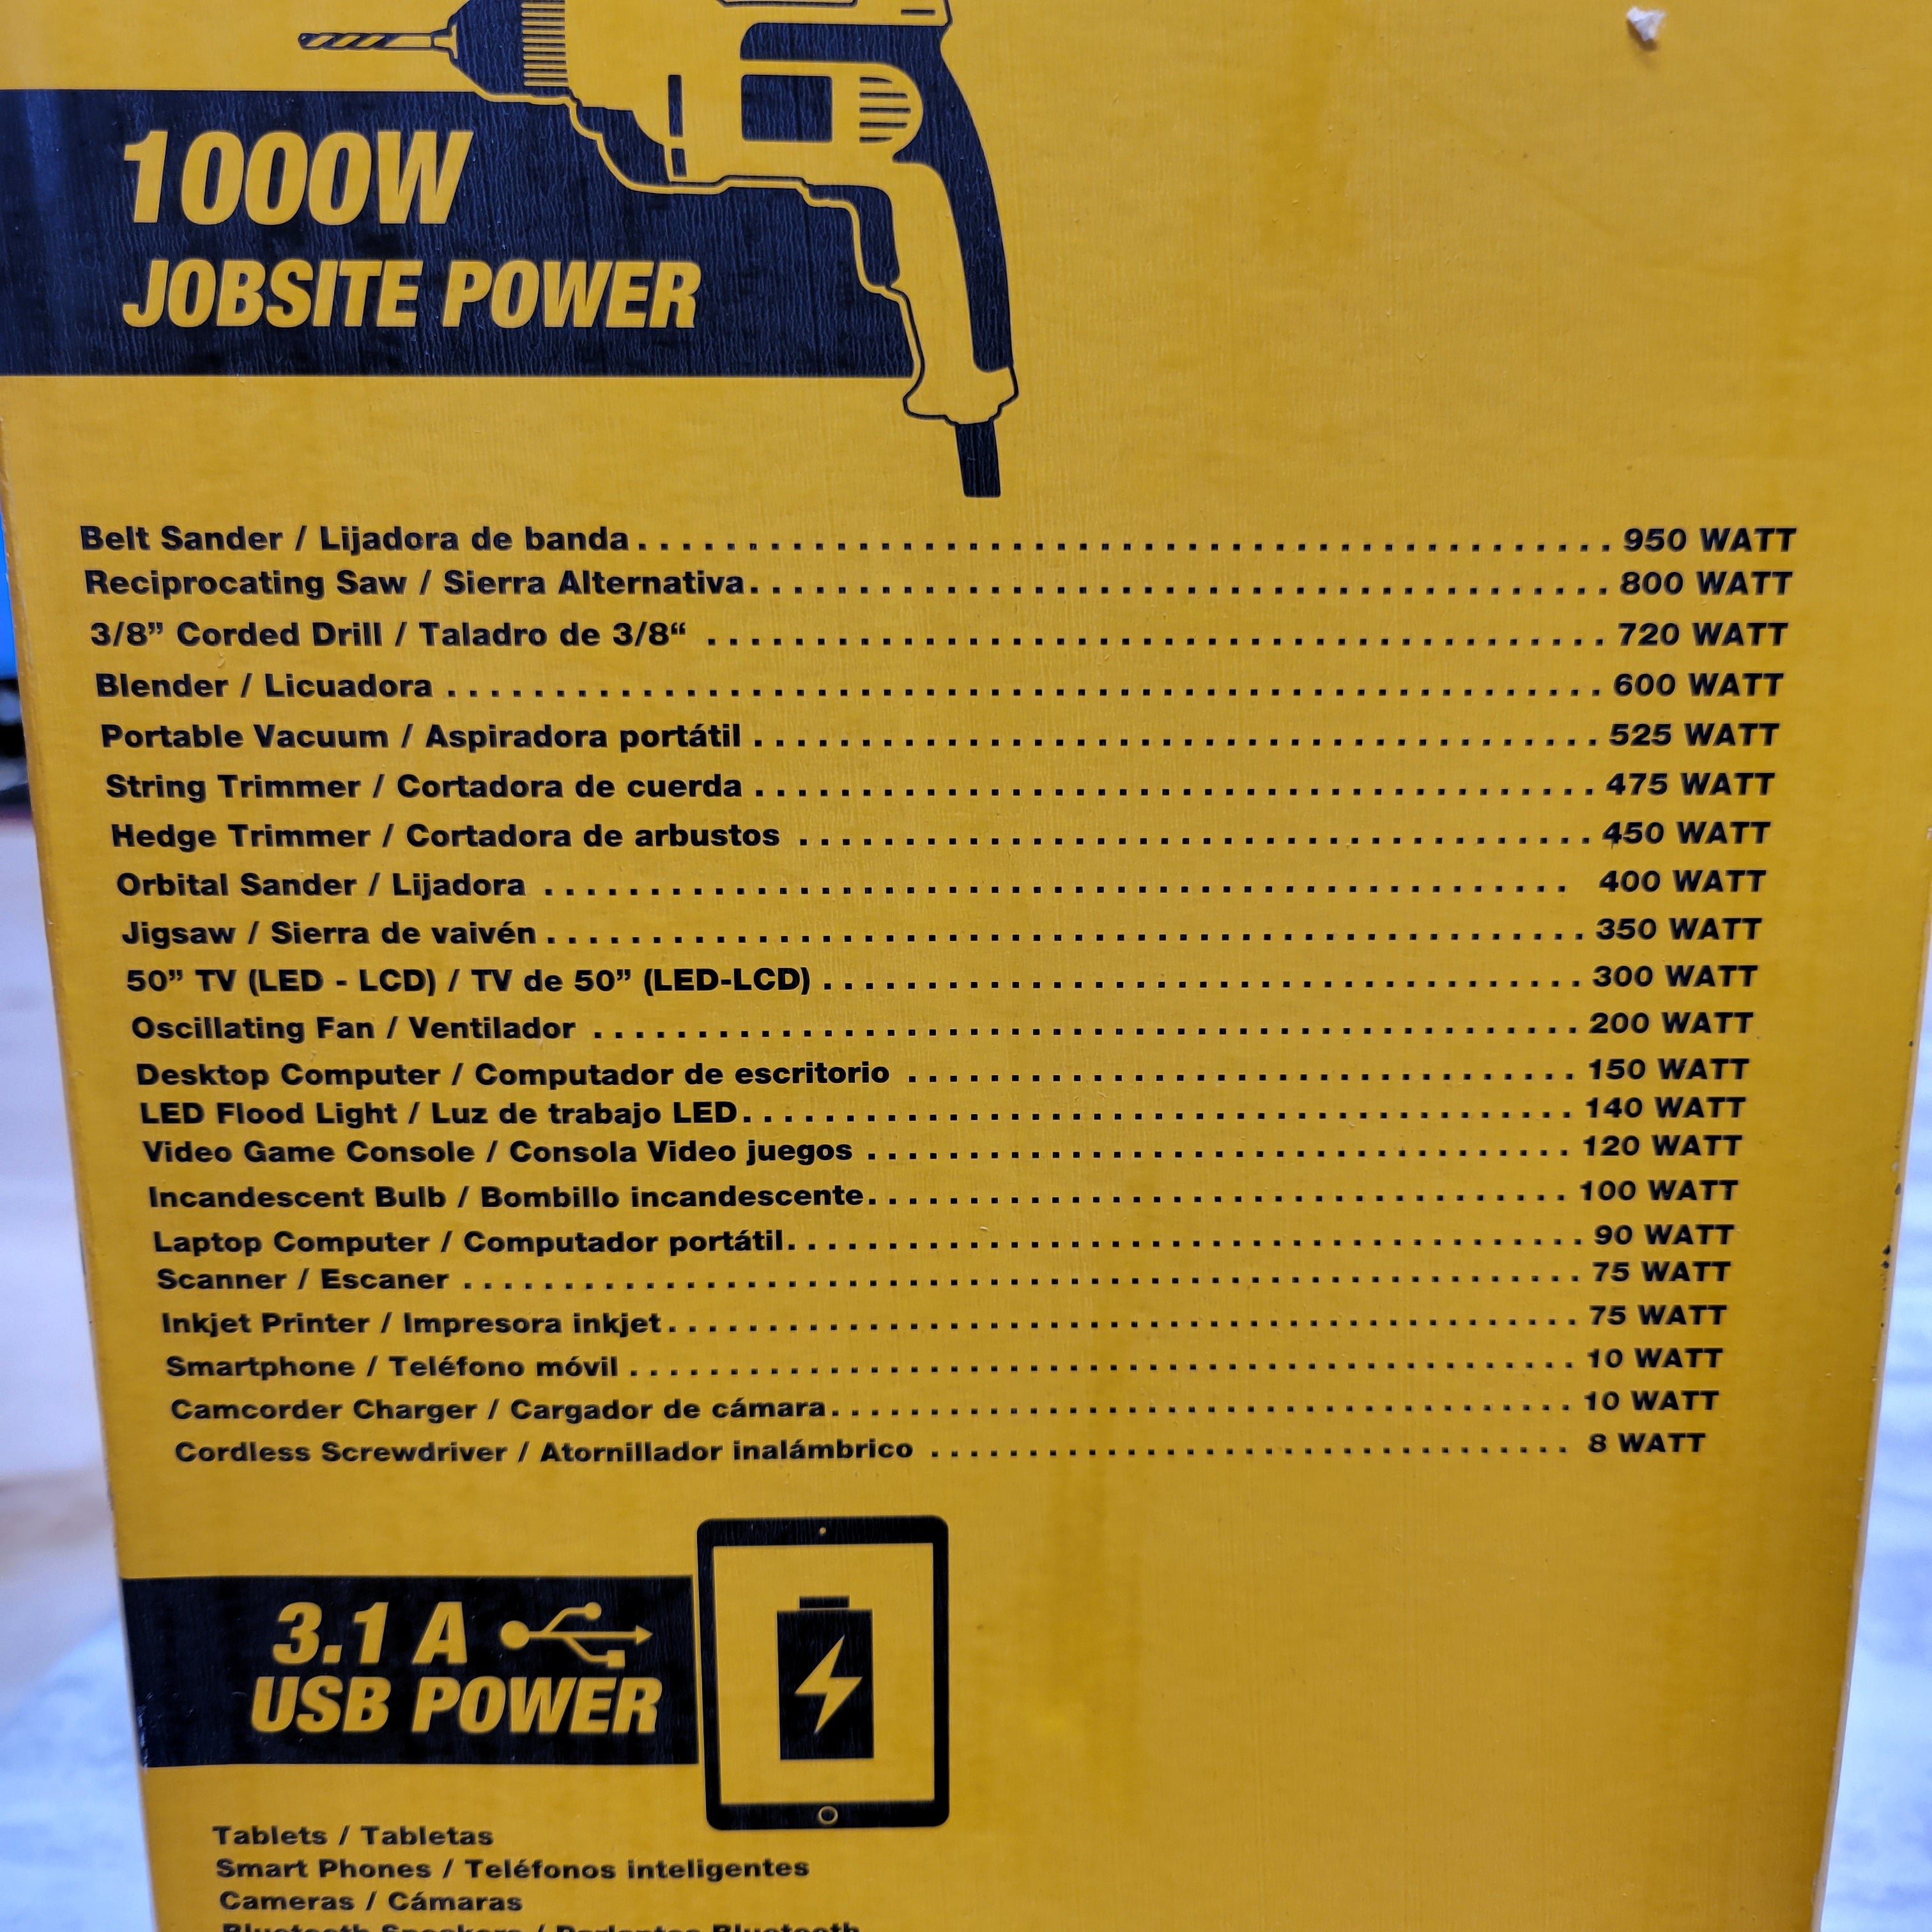 1000W
JOBSITE POWER
Belt Sander / Lijadora de banda . . . . . . . . . . . . . . . . . . . . . . . . . . . . . . 950 WATT
Reciprocating Saw / Sierra Alternativa . . . . . . . . . . . . . . . . . . . . . . . . . . . . . . 800 WATT
3/8” Corded Drill / Taladro de 3/8“ . . . . . . . . . . . . . . . . . . . . . . . . . . . . . . 720 WATT
Blender / Licuadora . . . . . . . . . . . . . . . . . . . . . . . . . . . . . . 600 WATT
Portable Vacuum / Aspiradora portátil . . . . . . . . . . . . . . . . . . . . . . . . . . . . . . 525 WATT
String Trimmer / Cortadora de cuerda . . . . . . . . . . . . . . . . . . . . . . . . . . . . . . 475 WATT
Hedge Trimmer / Cortadora de arbustos . . . . . . . . . . . . . . . . . . . . . . . . . . . . . . 450 WATT
Orbital Sander / Lijadora . . . . . . . . . . . . . . . . . . . . . . . . . . . . . . 400 WATT
Jigsaw / Sierra de vaivén . . . . . . . . . . . . . . . . . . . . . . . . . . . . . . 350 WATT
50” TV (LED - LCD) / TV de 50” (LED-LCD) . . . . . . . . . . . . . . . . . . . . . . . . . . . . . . 300 WATT
Oscillating Fan / Ventilador . . . . . . . . . . . . . . . . . . . . . . . . . . . . . . 200 WATT
Desktop Computer / Computador de escritorio . . . . . . . . . . . . . . . . . . . . . . . . . 150 WATT
LED Flood Light / Luz de trabajo LED . . . . . . . . . . . . . . . . . . . . . . . . . . . . . . 140 WATT
Video Game Console / Consola Video juegos . . . . . . . . . . . . . . . . . . . . . . . . . . 120 WATT
Incandescent Bulb / Bombillo incandescente . . . . . . . . . . . . . . . . . . . . . . . . . . 100 WATT
Laptop Computer / Computador portátil . . . . . . . . . . . . . . . . . . . . . . . . . . . . . . 90 WATT
Scanner / Escaner . . . . . . . . . . . . . . . . . . . . . . . . . . . . . . 75 WATT
Inkjet Printer / Impresora inkjet . . . . . . . . . . . . . . . . . . . . . . . . . . . . . . 75 WATT
Smartphone / Teléfono móvil . . . . . . . . . . . . . . . . . . . . . . . . . . . . . . 10 WATT
Camcorder Charger / Cargador de cámara . . . . . . . . . . . . . . . . . . . . . . . . . . . . 10 WATT
Cordless Screwdriver / Atornillador inalámbrico . . . . . . . . . . . . . . . . . . . . . . . . 8 WATT
3.1 A
USB POWER
Tablets / Tabletas
Smart Phones / Teléfonos inteligentes
Cameras / Cámaras
Bluetooth Speakers / Parlantes Bluetooth